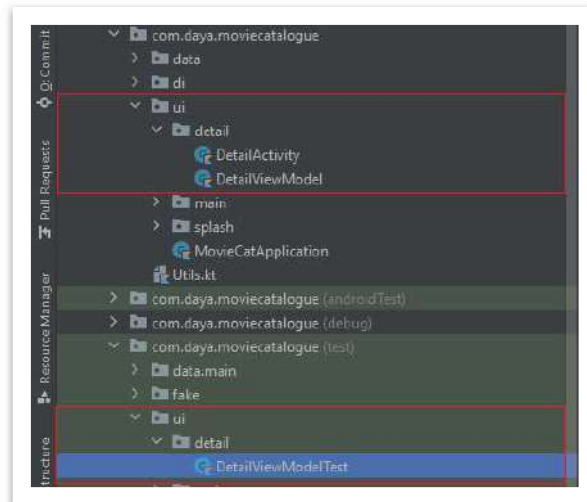 Commit
Pull Requests
Resource Manager
tructure
com.daya.moviecatalogue
data
di
ui
detail
DetailActivity
DetailViewModel
main
splash
MovieCatApplication
Utils.kt
com.daya.moviecatalogue (androidTest)
com.daya.moviecatalogue (debug)
com.daya.moviecatalogue (test)
data.main
fake
ui
detail
DetailViewModelTest